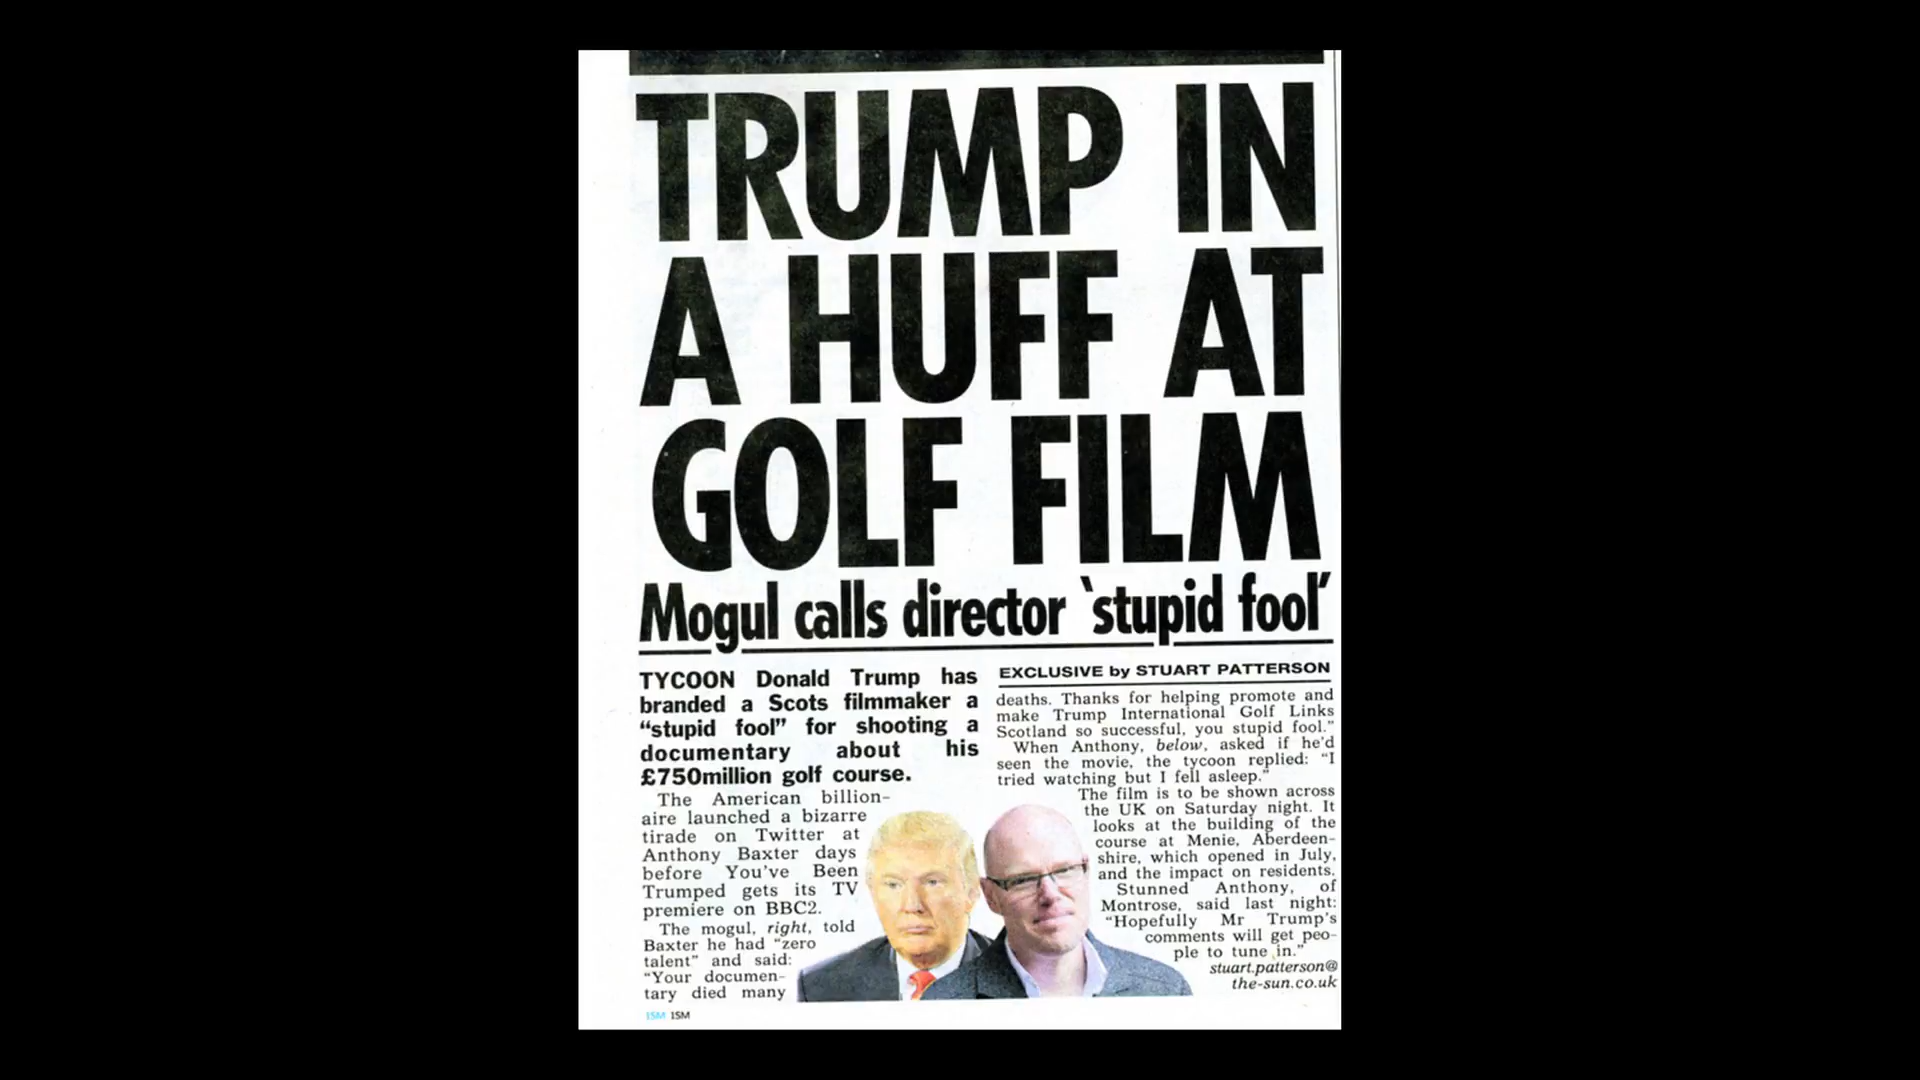 TRUMP IN
A HUFF AT
GOLF FILM
Mogul calls director ‘stupid fool’
TYCOON Donald Trump has
branded a Scots filmmaker a
“stupid fool” for shooting a
documentary about his
£750million golf course.
The American billion-
aire launched a bizarre
tirade on Twitter at
Anthony Baxter days
before You’ve Been
Trumped gets its TV
premiere on BBC2.
The mogul, right, told
Baxter he had “zero
talent” and said:
“Your documen-
tary died many
EXCLUSIVE by STUART PATTERSON
deaths. Thanks for helping promote and
make Trump International Golf Links
Scotland so successful, you stupid fool.”
When Anthony, below, asked if he’d
seen the movie, the tycoon replied: “I
tried watching but I fell asleep.”
The film is to be shown across
the UK on Saturday night. It
looks at the building of the
course at Menie, Aberdeen-
shire, which opened in July,
and the impact on residents.
Stunned Anthony, of
Montrose, said last night:
“Hopefully Mr Trump’s
comments will get peo-
ple to tune in.”
stuart.patterson@
the-sun.co.uk
1SM 1SM